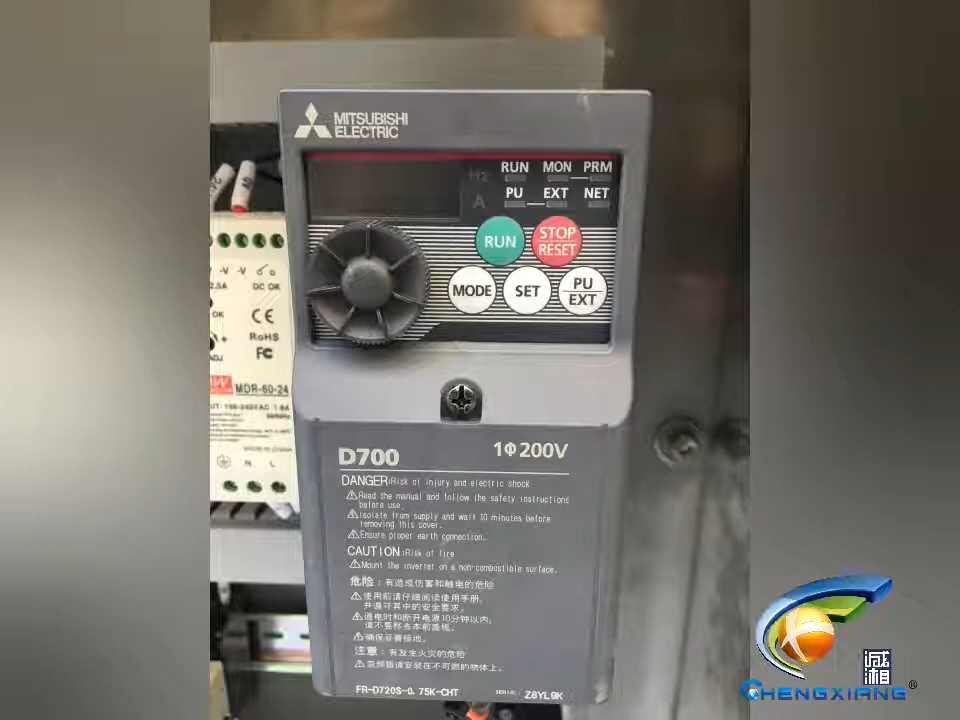 MITSUBISHI
ELECTRIC
Hz
A
RUN MON PRM
PU EXT NET
RUN
STOP
RESET
MODE
SET
PU
EXT
-V -V
DC OK
CE
RoHS
FC
MDR-60-24
N L
D700
1Φ200V
DANGER:Risk of injury and electric shock
⚠Read the manual and follow the safety instructions
before use.
⚠Isolate from supply and wait 10 minutes before
removing this cover.
⚠Ensure proper earth connection.
CAUTION:Risk of fire
⚠Mount the inverter on a non-combustible surface.
危险：有造成伤害和触电的危险
⚠使用前请仔细阅读使用手册，
并遵守其中的安全要求。
⚠通电时和断开电源10分钟以内，
请不要移去本前盖板。
⚠确保妥善接地。
注意：有发生火灾的危险
⚠变频器请安装在不可燃的物体上。
FR-D720S-0.75K-CHT
SERIAL: Z8YL9K
诚湘
CHENGXIANG®